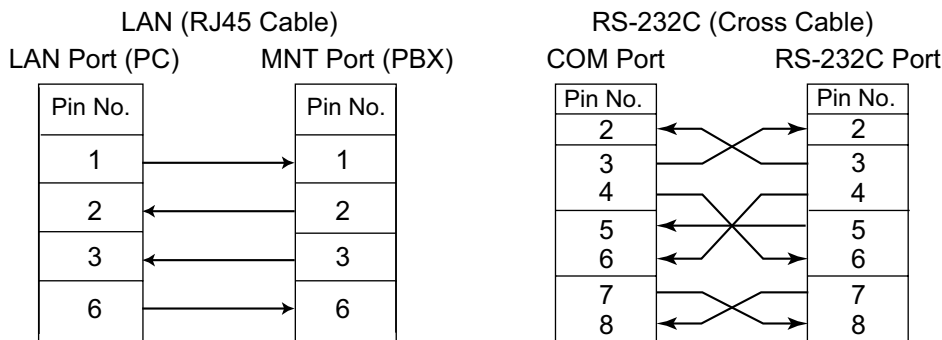 LAN (RJ45 Cable)
LAN Port (PC) MNT Port (PBX)
Pin No. Pin No.
1 1
2 2
3 3
6 6
RS-232C (Cross Cable)
COM Port RS-232C Port
Pin No. Pin No.
2 2
3 3
4 4
5 5
6 6
7 7
8 8